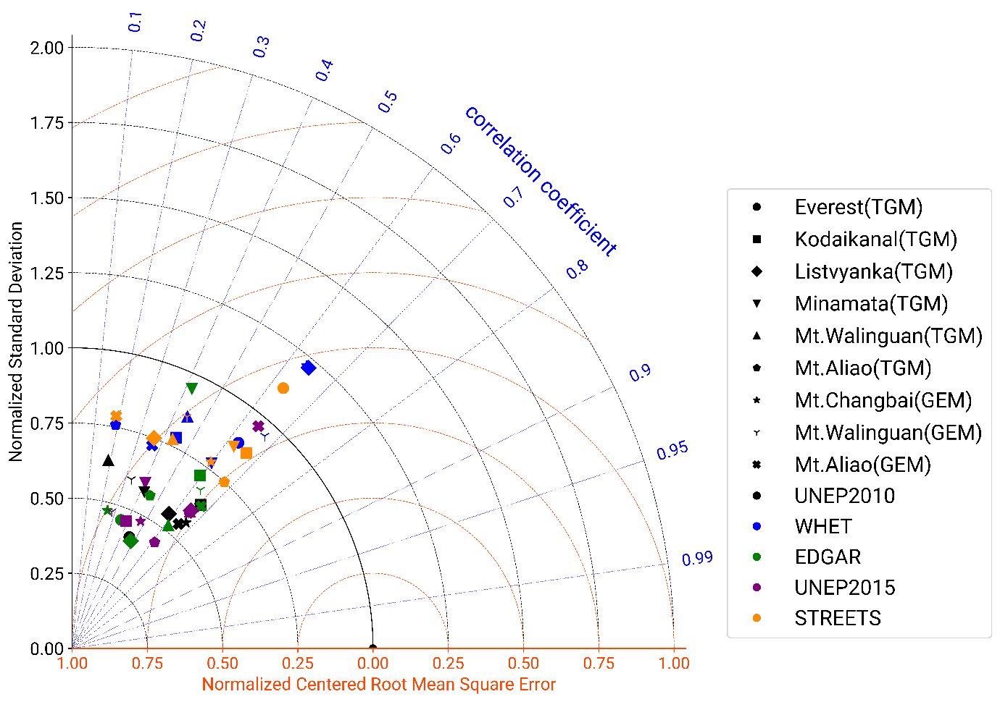 0.1
0.2
0.3
0.4
0.5
0.6
0.7
0.8
0.9
0.95
0.99
correlation coefficient
2.00
1.75
1.50
1.25
1.00
0.75
0.50
0.25
0.00
Normalized Standard Deviation
1.00 0.75 0.50 0.25 0.00 0.25 0.50 0.75 1.00
Normalized Centered Root Mean Square Error
Everest(TGM)
Kodaikanal(TGM)
Listvyanka(TGM)
Minamata(TGM)
Mt.Walinguan(TGM)
Mt.Aliao(TGM)
Mt.Changbai(GEM)
Mt.Walinguan(GEM)
Mt.Aliao(GEM)
UNEP2010
WHET
EDGAR
UNEP2015
STREETS